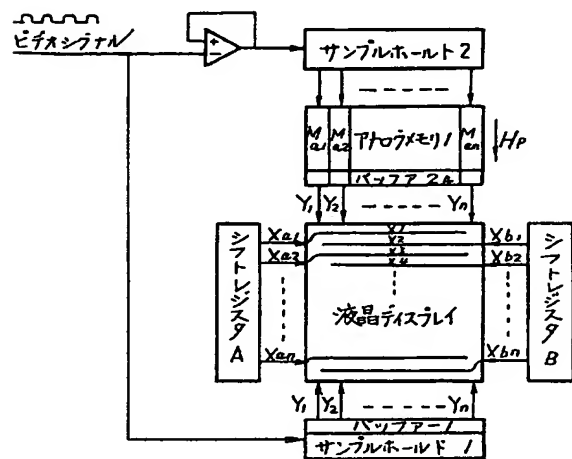 ビデオシグナル
+
−
サンプルホールド2
Ma1 Ma2 アナログメモリ1 Man
HP
バッファ 2A
Y1 Y2 Yn
シフトレジスタA
Xa1
Xa2
Xan
X1
X2
X3
X4
液晶ディスプレイ
Xb1
Xb2
Xbn
シフトレジスタB
Y1 Y2 Yn
バッファー1
サンプルホールド 1